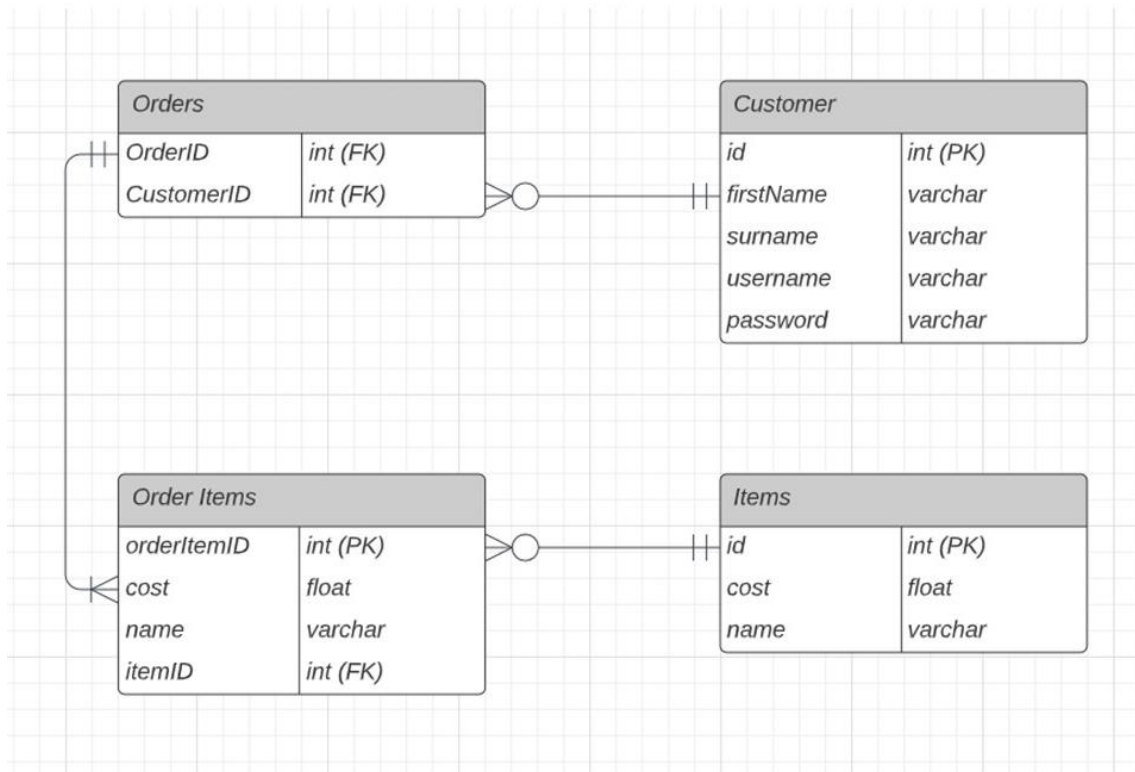 Orders
OrderID int (FK)
CustomerID int (FK)
Customer
id int (PK)
firstName varchar
surname varchar
username varchar
password varchar
Order Items
orderItemID int (PK)
cost float
name varchar
itemID int (FK)
Items
id int (PK)
cost float
name varchar